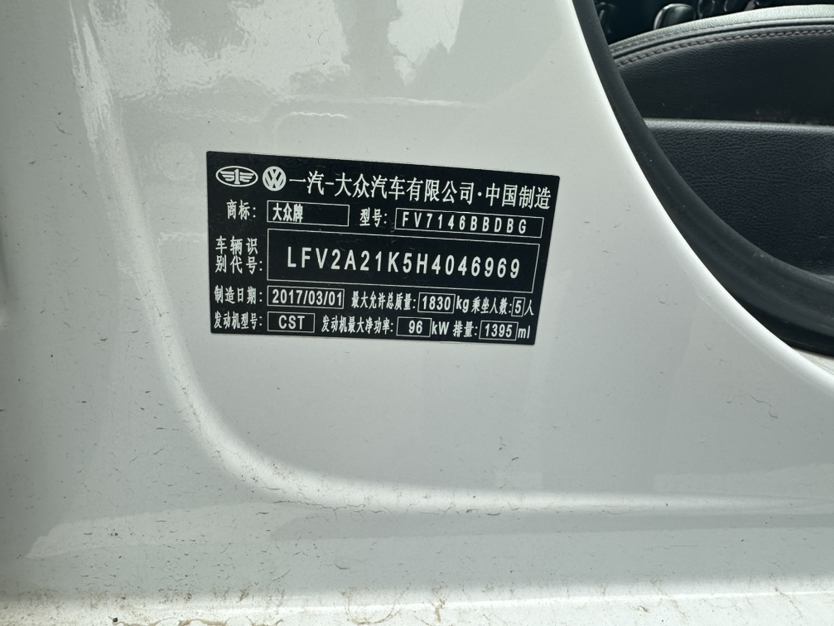 一汽-大众汽车有限公司·中国制造
商标: 大众牌 型号: FV7146BBDBG
车辆识别代号: LFV2A21K5H4046969
制造日期: 2017/03/01 最大允许总质量: 1830 kg 乘坐人数: 5 人
发动机型号: CST 发动机最大净功率: 96 kW 排量: 1395 ml